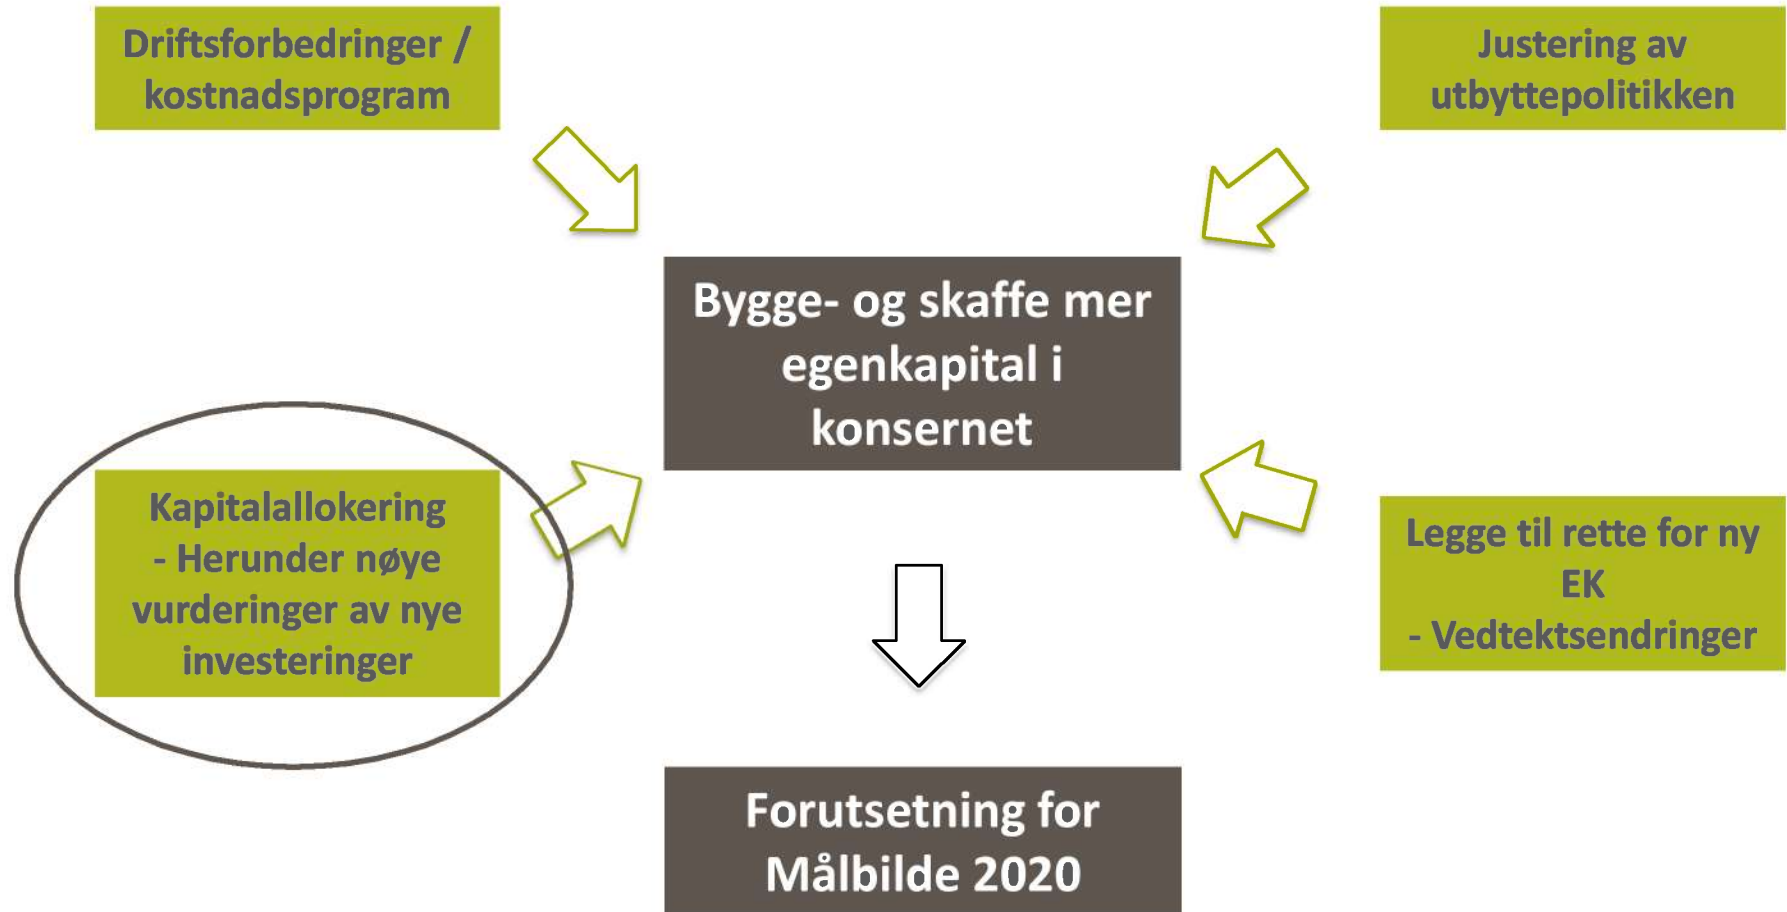 Driftsforbedringer /
kostnadsprogram
Justering av
utbyttepolitikken
Bygge- og skaffe mer
egenkapital i
konsernet
Kapitalallokering
- Herunder nøye
vurderinger av nye
investeringer
Legge til rette for ny
EK
- Vedtektsendringer
Forutsetning for
Målbilde 2020